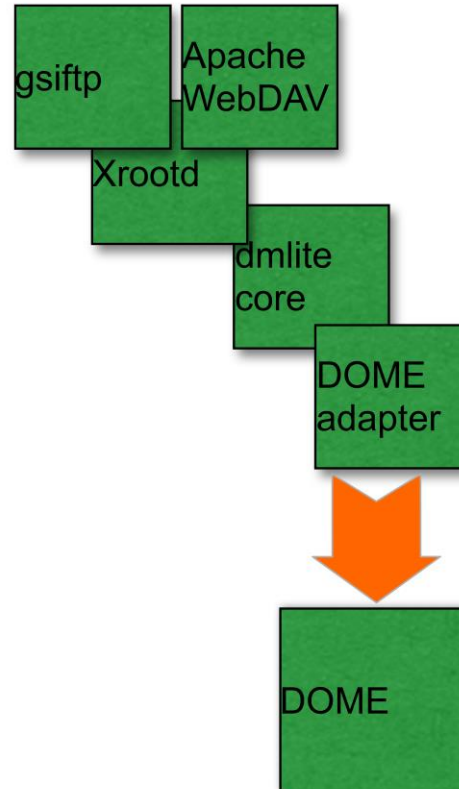 gsiftp
Apache
WebDAV
Xrootd
dmlite
core
DOME
adapter
DOME